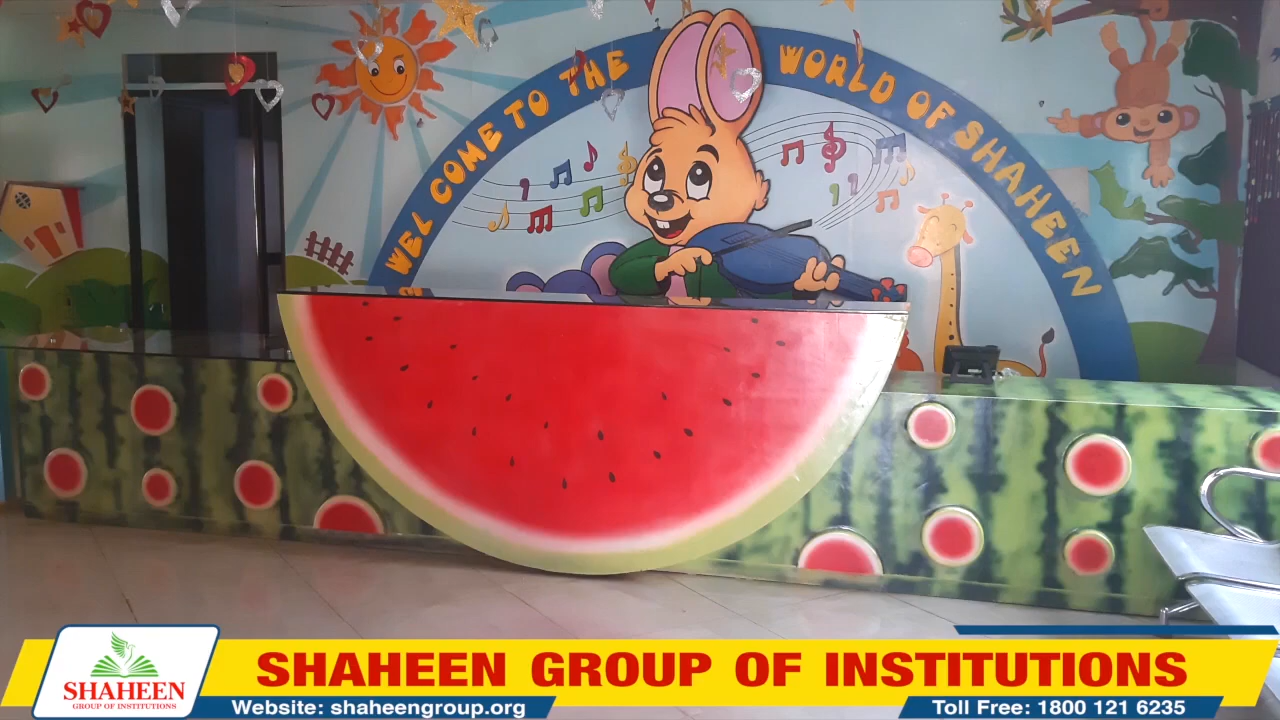 WEL COME TO THE WORLD OF SHAHEEN
SHAHEEN
GROUP OF INSTITUTIONS
SHAHEEN GROUP OF INSTITUTIONS
Website: shaheengroup.org
Toll Free: 1800 121 6235